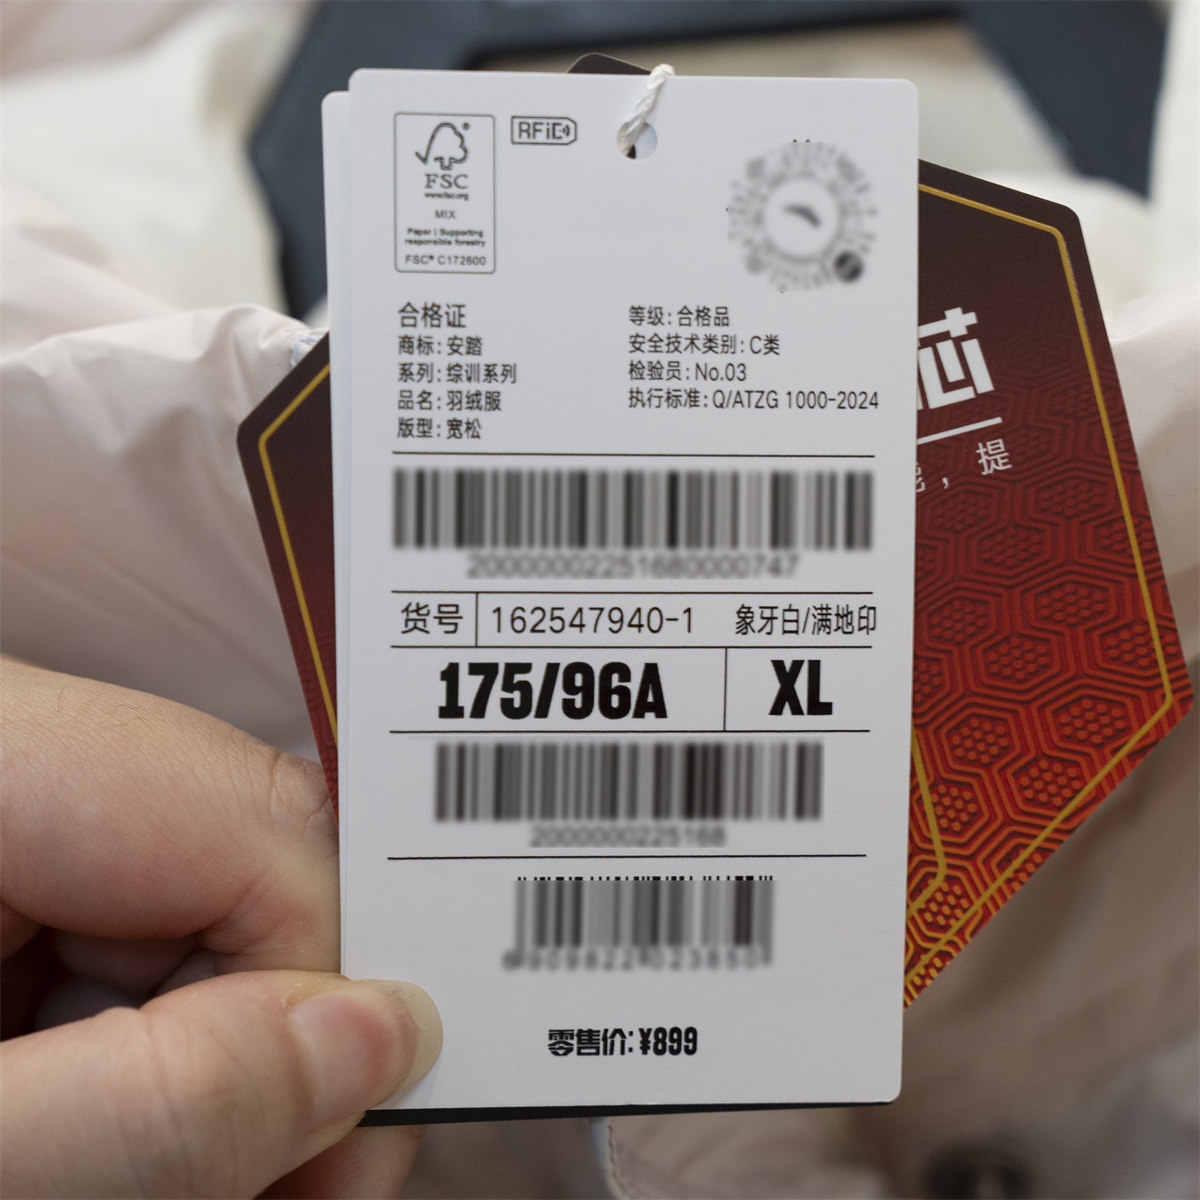 FSC®
www.fsc.org
MIX
Paper | Supporting
responsible forestry
FSC® C172600
RFiD
合格证
商标:安踏
系列:综训系列
品名:羽绒服
版型:宽松
等级:合格品
安全技术类别:C类
检验员:No.03
执行标准:Q/ATZG 1000-2024
货号 162547940-1 象牙白/满地印
175/96A XL
零售价:¥899
芯
能，提